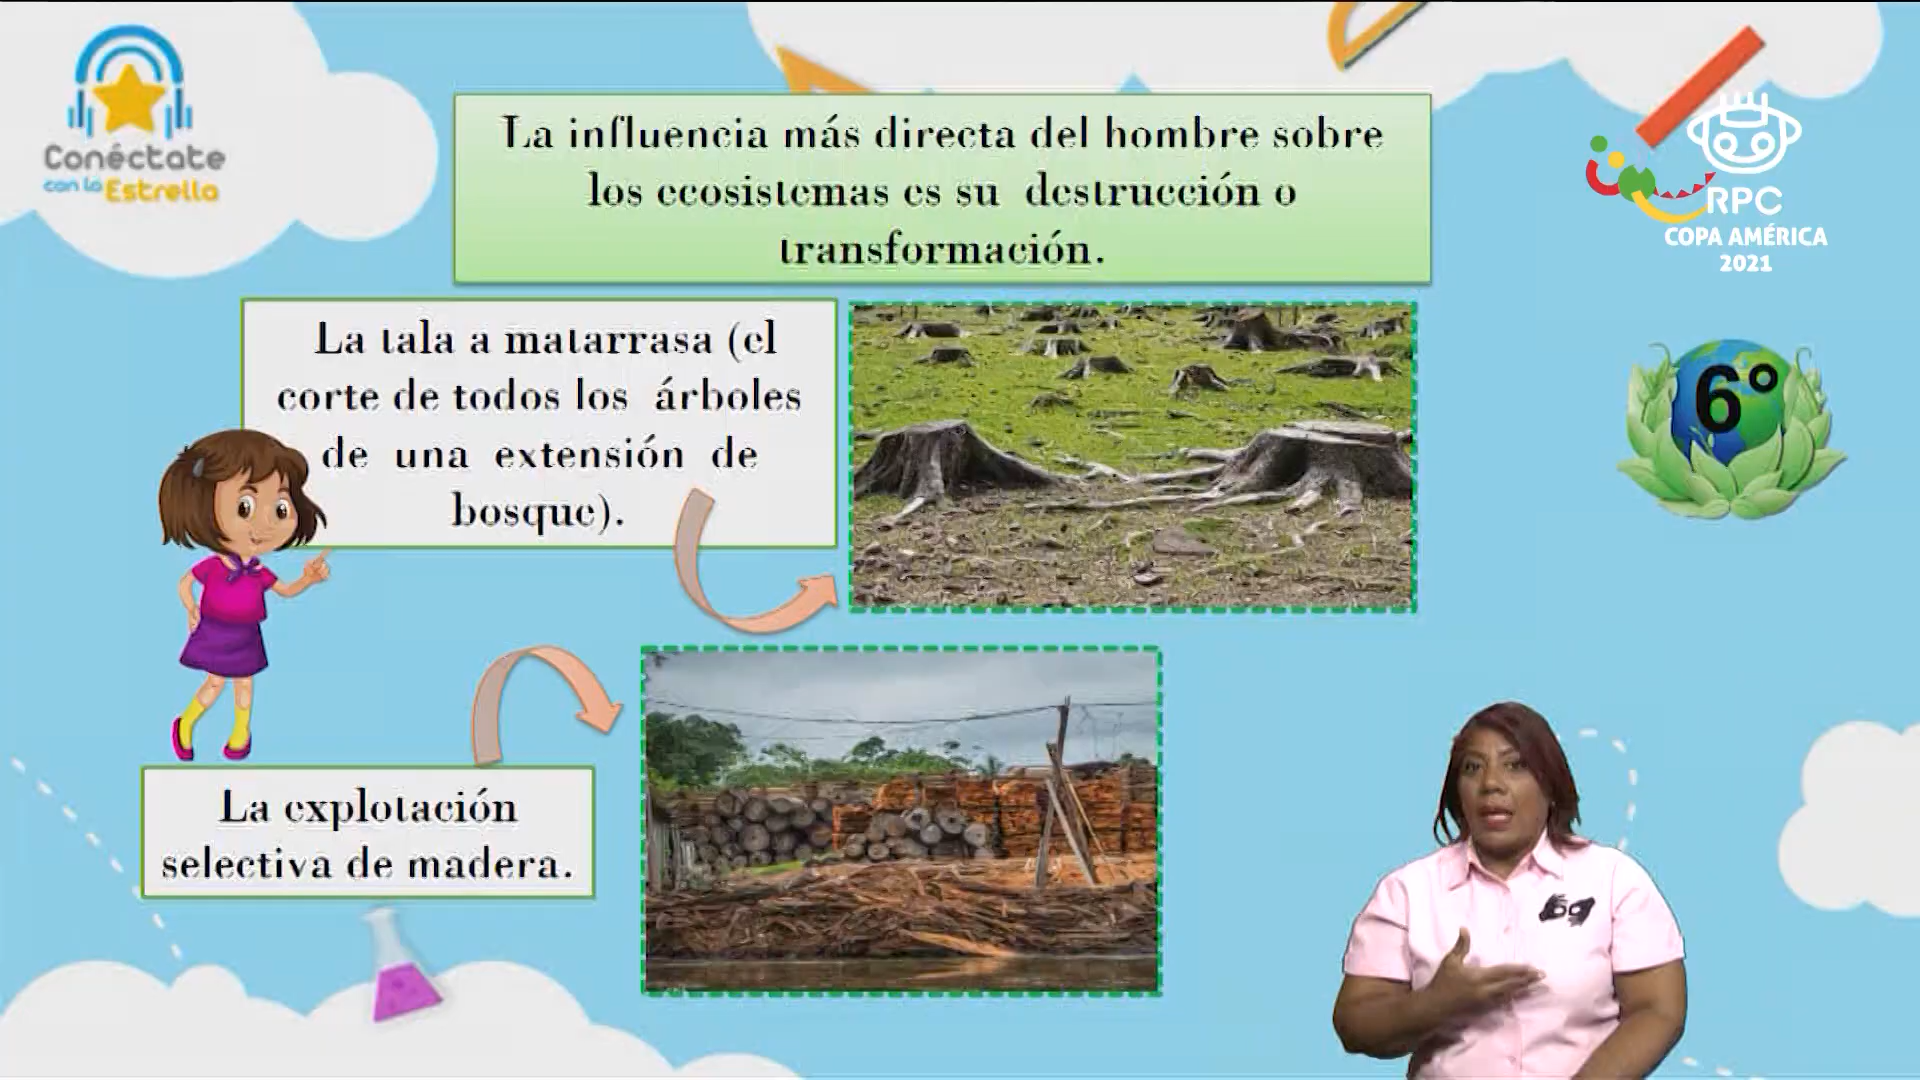 Conéctate
con la Estrella
La influencia más directa del hombre sobre
los ecosistemas es su destrucción o
transformación.
RPC
COPA AMÉRICA
2021
La tala a matarrasa (el
corte de todos los árboles
de una extensión de
bosque).
6°
La explotación
selectiva de madera.